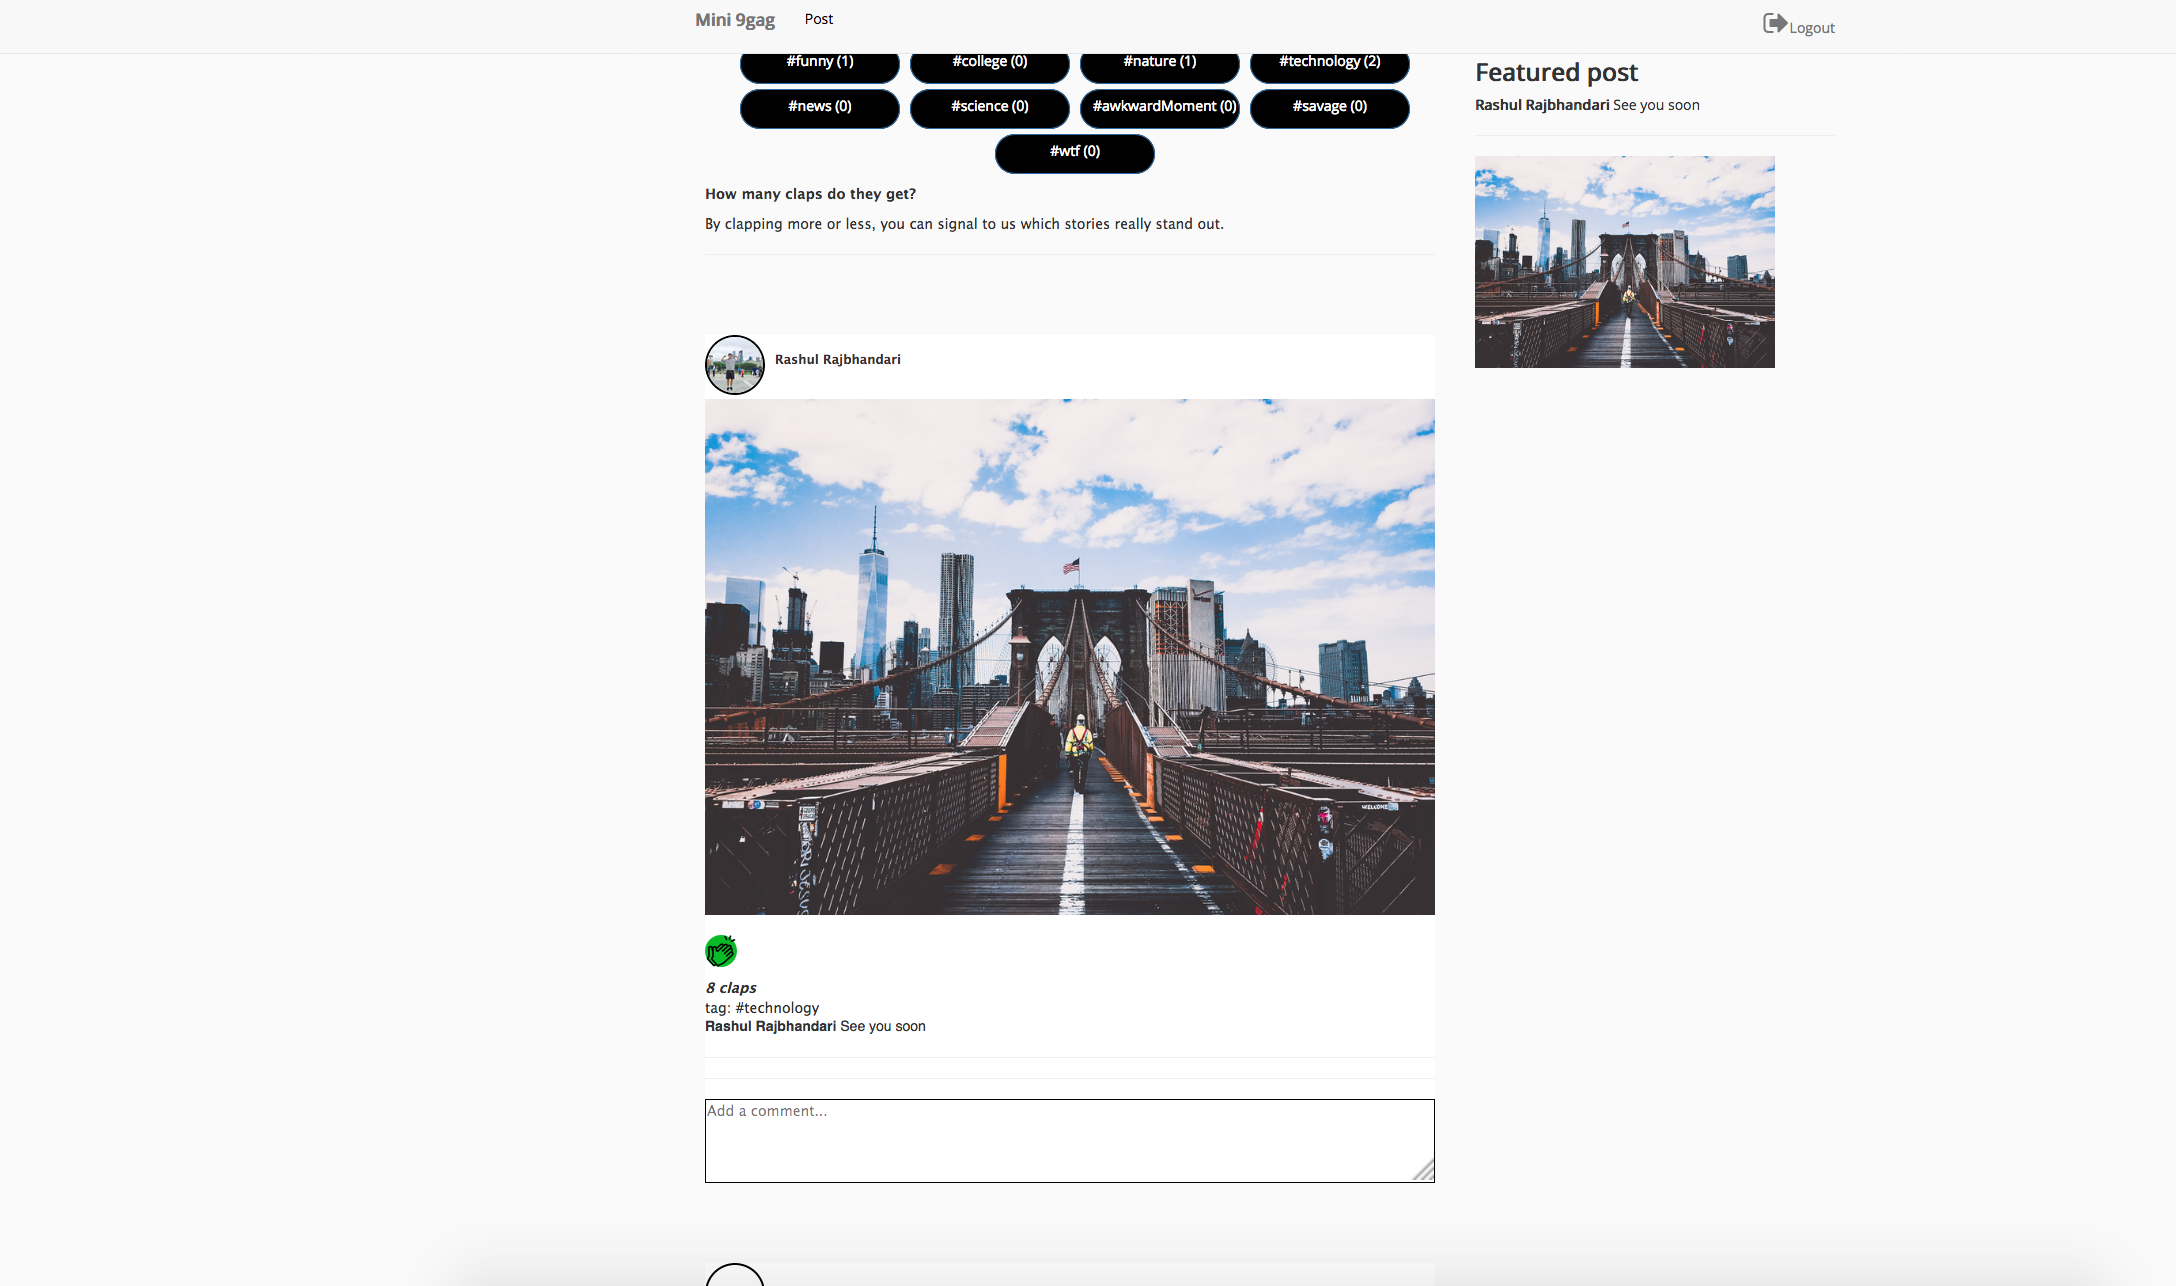 Mini 9gag Post Logout
#funny (1) #college (0) #nature (1) #technology (2)
#news (0) #science (0) #awkwardMoment (0) #savage (0)
#wtf (0)
How many claps do they get?
By clapping more or less, you can signal to us which stories really stand out.
Featured post
Rashul Rajbhandari See you soon
Rashul Rajbhandari
verizon
WELCOME
8 claps
tag: #technology
Rashul Rajbhandari See you soon
Add a comment...